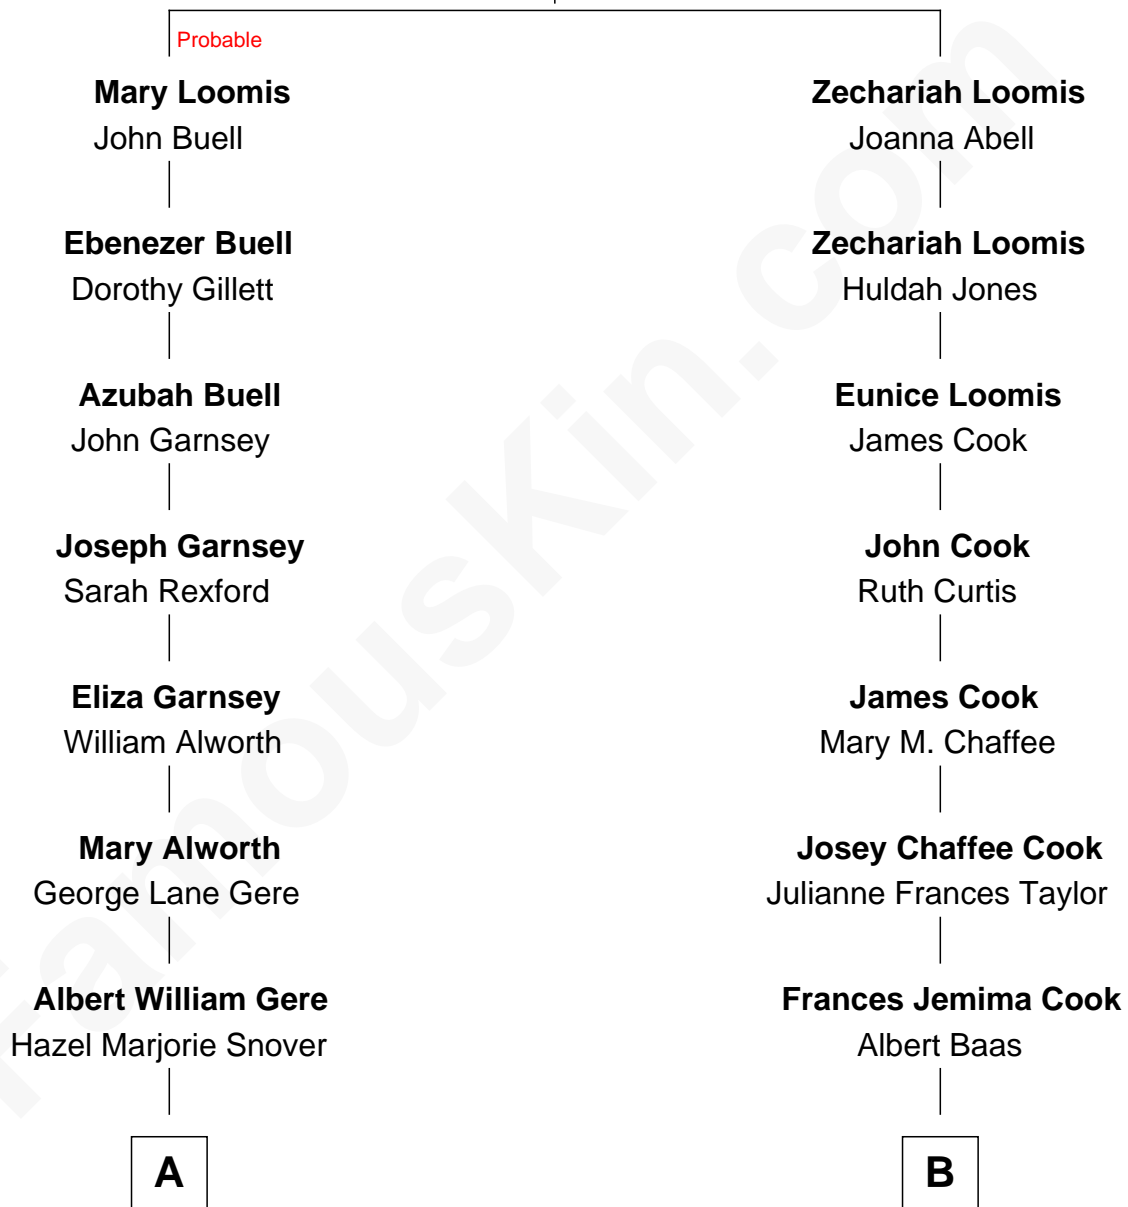 Probable
Mary Loomis
John Buell
Zechariah Loomis
Joanna Abell
Ebenezer Buell
Dorothy Gillett
Zechariah Loomis
Huldah Jones
Azubah Buell
John Garnsey
Eunice Loomis
James Cook
Joseph Garnsey
Sarah Rexford
John Cook
Ruth Curtis
Eliza Garnsey
William Alworth
James Cook
Mary M. Chaffee
Mary Alworth
George Lane Gere
Josey Chaffee Cook
Julianne Frances Taylor
Albert William Gere
Hazel Marjorie Snover
Frances Jemima Cook
Albert Baas
A
B
FamousKin.com